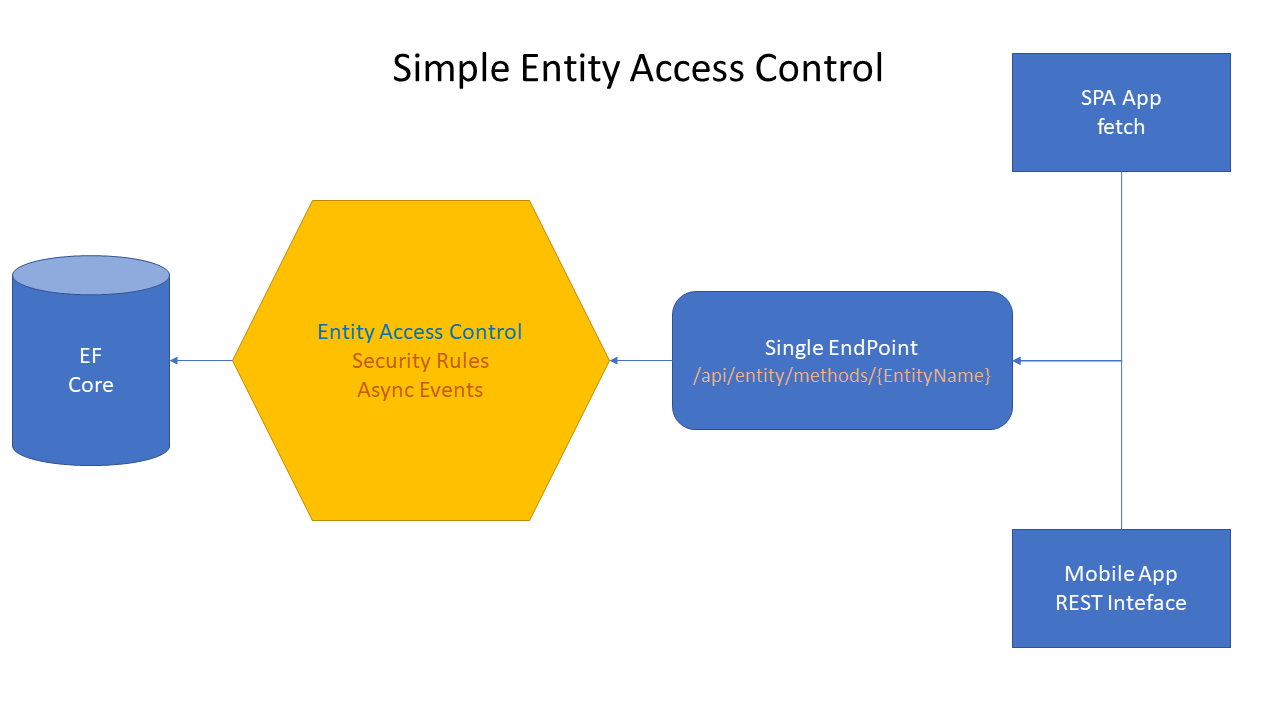 Simple Entity Access Control
SPA App
fetch
EF
Core
Entity Access Control
Security Rules
Async Events
Single EndPoint
/api/entity/methods/{EntityName}
Mobile App
REST Inteface